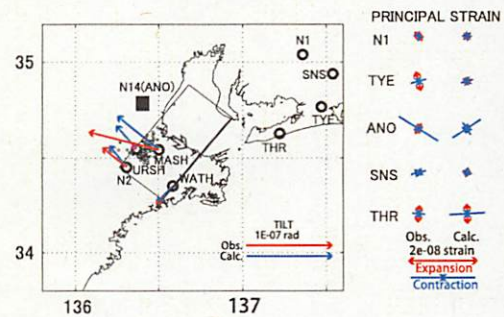 PRINCIPAL STRAIN
35
N1
N1
SNS
N14(ANO)
TYE
TYE
THR
ANO
MASH
URSH
N2
WATH
SNS
TILT
1E-07 rad
THR
Obs.
Calc.
34
Obs. Calc.
2e-08 strain
Expansion
Contraction
136 137